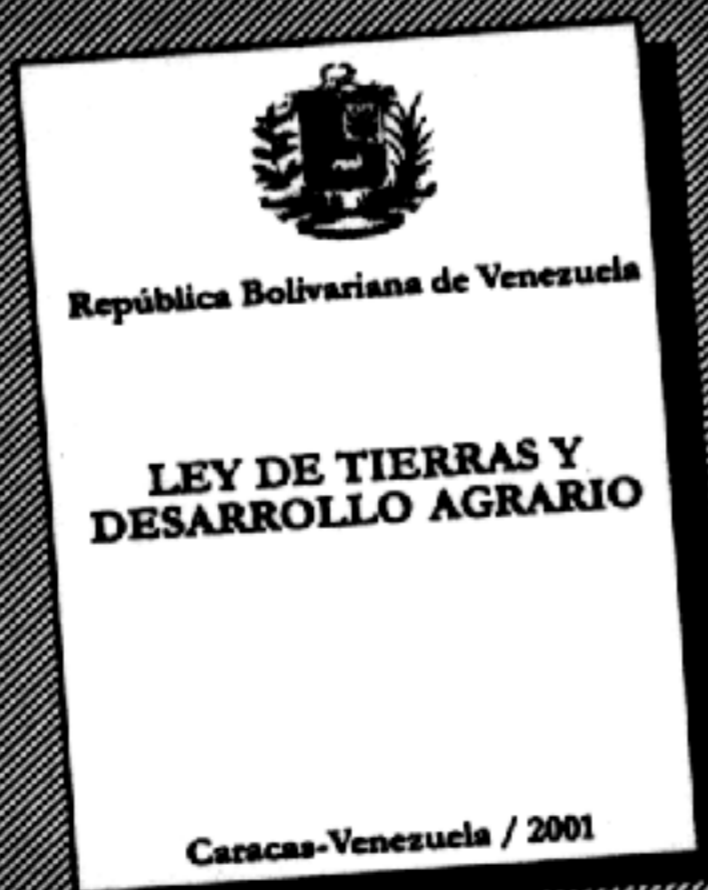 República Bolivariana de Venezuela
LEY DE TIERRAS Y
DESARROLLO AGRARIO
Caracas-Venezuela / 2001